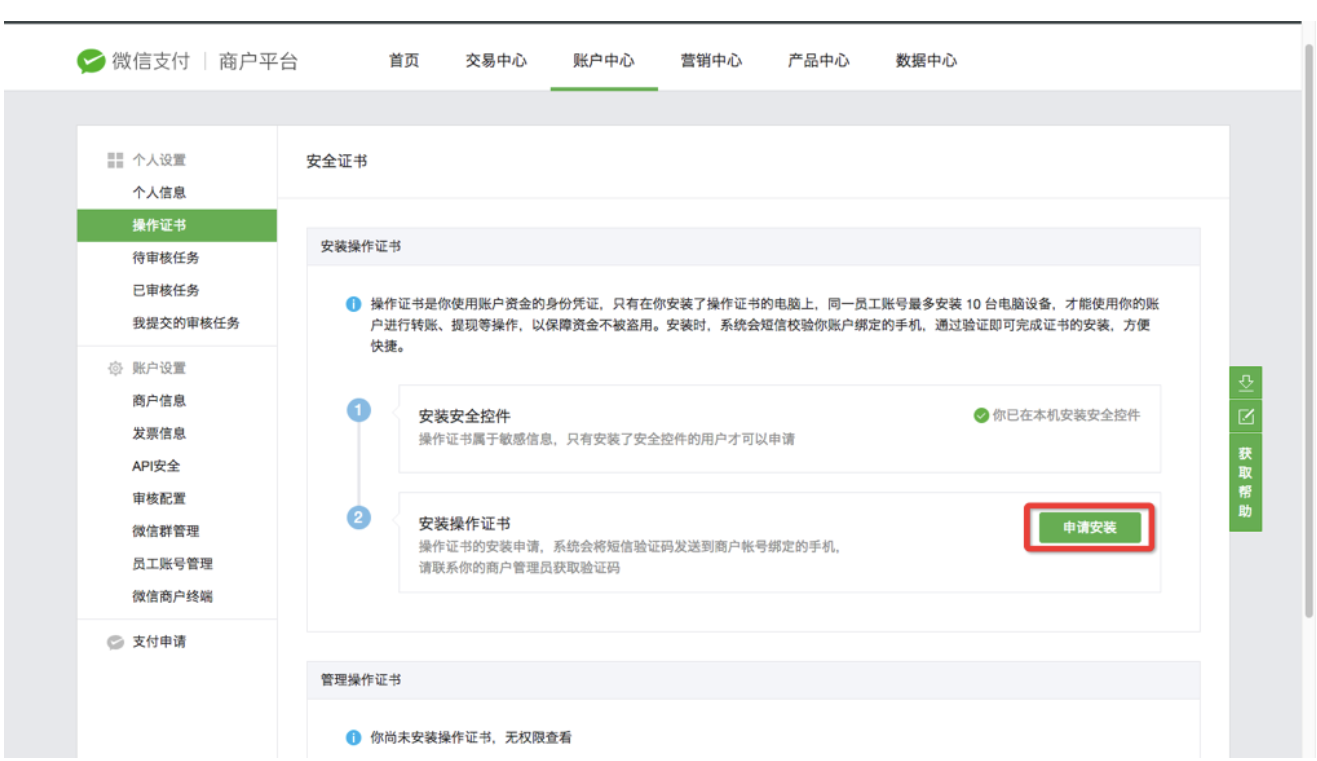 微信支付 | 商户平台
首页 交易中心 账户中心 营销中心 产品中心 数据中心
个人设置
个人信息
操作证书
待审核任务
已审核任务
我提交的审核任务
账户设置
商户信息
发票信息
API安全
审核配置
微信群管理
员工账号管理
微信商户终端
支付申请
安全证书
安装操作证书
操作证书是你使用账户资金的身份凭证，只有在你安装了操作证书的电脑上，同一员工账号最多安装 10 台电脑设备，才能使用你的账
户进行转账、提现等操作，以保障资金不被盗用。安装时，系统会短信校验你账户绑定的手机，通过验证即可完成证书的安装，方便
快捷。
1
安装安全控件
操作证书属于敏感信息，只有安装了安全控件的用户才可以申请
你已在本机安装安全控件
2
安装操作证书
操作证书的安装申请，系统会将短信验证码发送到商户帐号绑定的手机，
请联系你的商户管理员获取验证码
申请安装
管理操作证书
你尚未安装操作证书，无权限查看
获取帮助